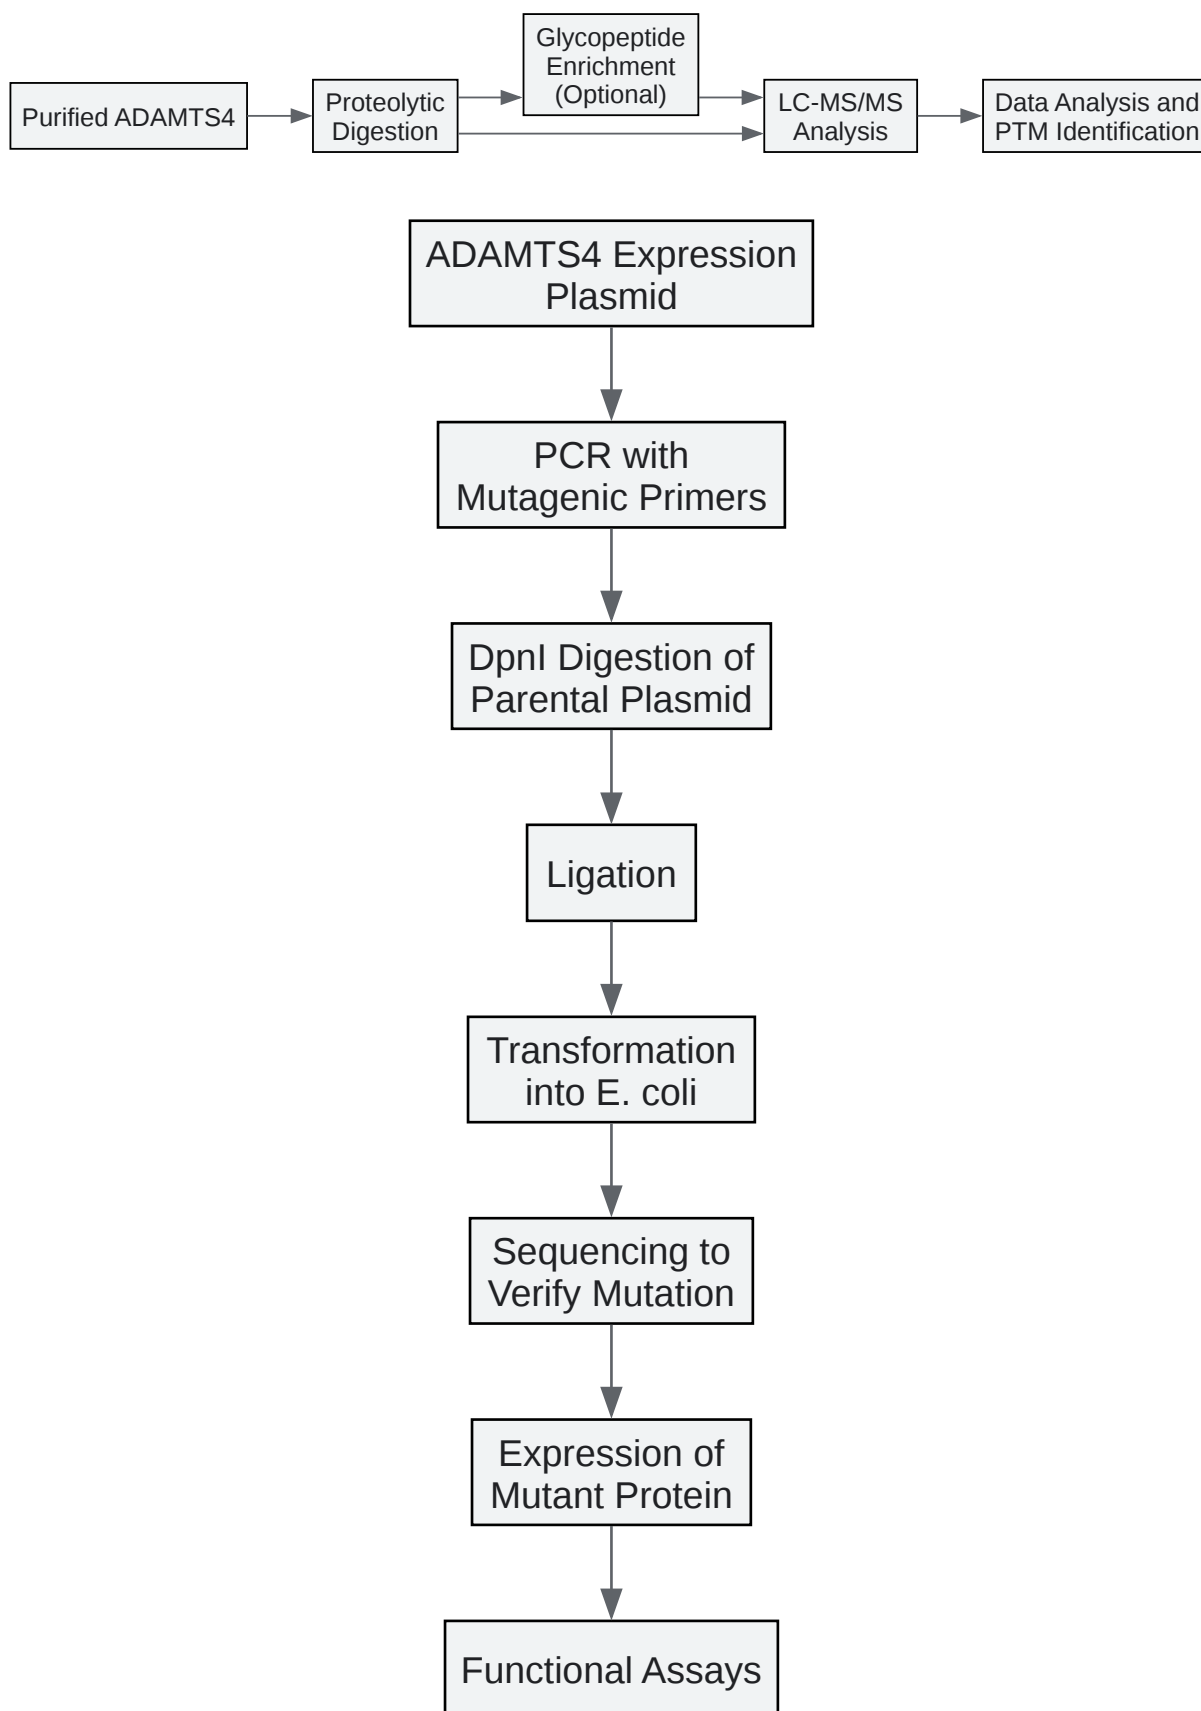 Purified ADAMTS4
Proteolytic
Digestion
Glycopeptide
Enrichment
(Optional)
LC-MS/MS
Analysis
Data Analysis and
PTM Identification
ADAMTS4 Expression
Plasmid
PCR with
Mutagenic Primers
DpnI Digestion of
Parental Plasmid
Ligation
Transformation
into E. coli
Sequencing to
Verify Mutation
Expression of
Mutant Protein
Functional Assays